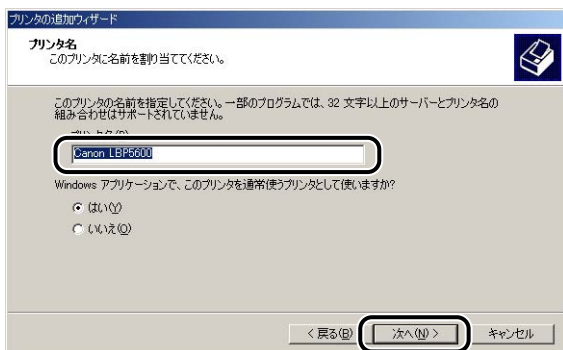 プリンタの追加ウィザード
プリンタ名
このプリンタに名前を割り当ててください。
このプリンタの名前を指定してください。一部のプログラムでは、32 文字以上のサーバーとプリンタ名の
組み合わせはサポートされていません。
プリンタ名(P)
Canon LBP5600
Windows アプリケーションで、このプリンタを通常使うプリンタとして使いますか?
はい(Y)
いいえ(O)
< 戻る(B)
次へ(N) >
キャンセル